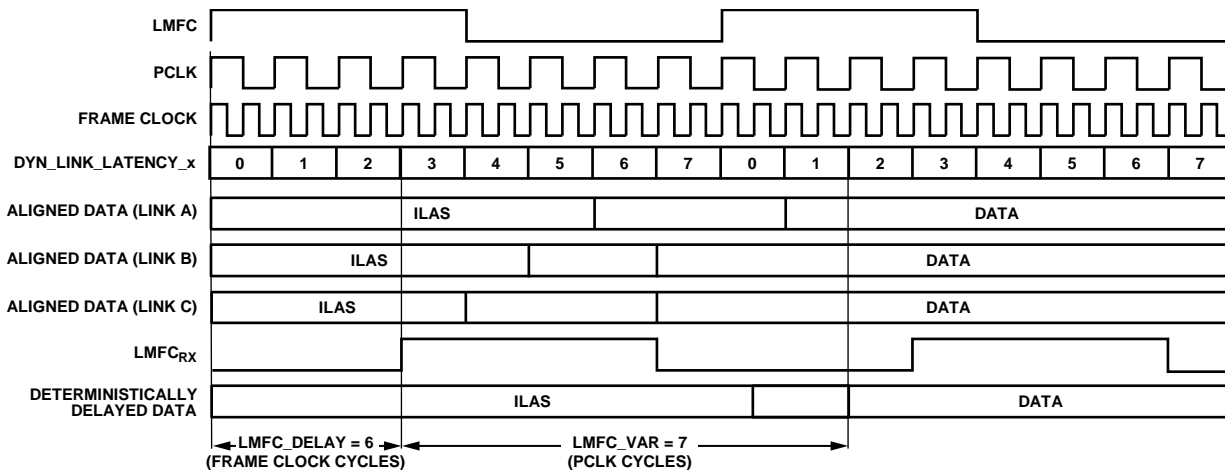 LMFC
PCLK
FRAME CLOCK
DYN_LINK_LATENCY_x 0 1 2 3 4 5 6 7 0 1 2 3 4 5 6 7
ALIGNED DATA (LINK A) ILAS DATA
ALIGNED DATA (LINK B) ILAS DATA
ALIGNED DATA (LINK C) ILAS DATA
LMFCRX
DETERMINISTICALLY
DELAYED DATA ILAS DATA
LMFC_DELAY = 6
(FRAME CLOCK CYCLES)
LMFC_VAR = 7
(PCLK CYCLES)